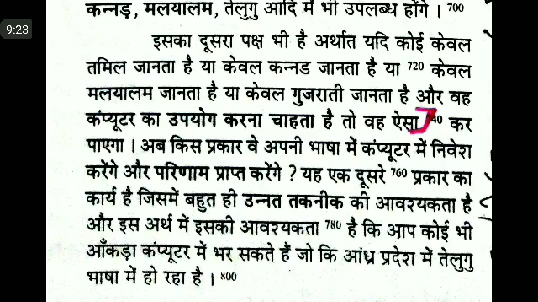 9:23
कन्नड़, मलयालम, तेलुगु आदि में भी उपलब्ध होंगे । 700
इसका दूसरा पक्ष भी है अर्थात यदि कोई केवल
तमिल जानता है या केवल कन्नड जानता है या 720 केवल
मलयालम जानता है या केवल गुजराती जानता है और वह
कंप्यूटर का उपयोग करना चाहता है तो वह ऐसा 40 कर
पाएगा । अब किस प्रकार वे अपनी भाषा में कंप्यूटर में निवेश
करेंगे और परिणाम प्राप्त करेंगे ? यह एक दूसरे 760 प्रकार का
कार्य है जिसमें बहुत ही उन्नत तकनीक की आवश्यकता है
और इस अर्थ में इसकी आवश्यकता 780 है कि आप कोई भी
आँकड़ा कंप्यूटर में भर सकते हैं जो कि आंध्र प्रदेश में तेलुगु
भाषा में हो रहा है । 800